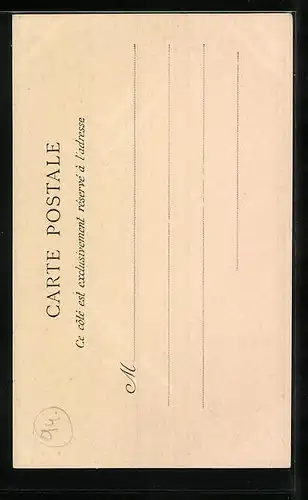 CARTE POSTALE
Ce côté est exclusivement réservé à l'adresse
M
94.